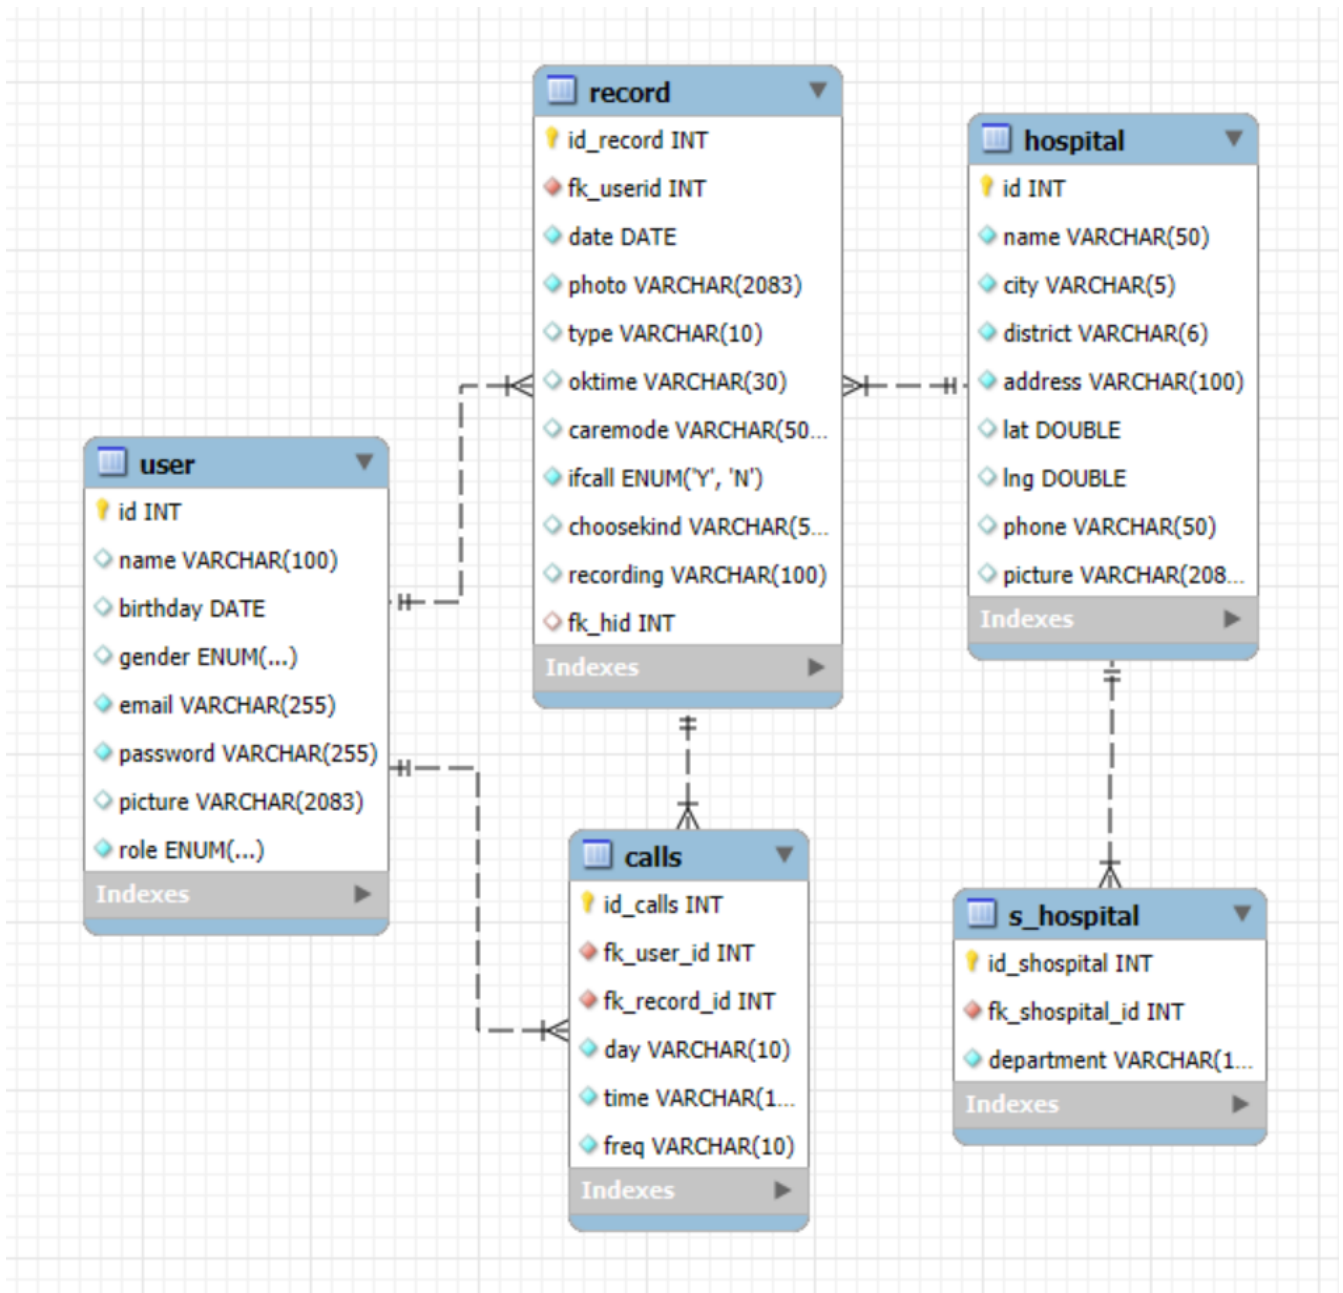 record
id_record INT
fk_userid INT
date DATE
photo VARCHAR(2083)
type VARCHAR(10)
oktime VARCHAR(30)
caremode VARCHAR(50...
ifcall ENUM('Y', 'N')
choosekind VARCHAR(5...
recording VARCHAR(100)
fk_hid INT
Indexes
hospital
id INT
name VARCHAR(50)
city VARCHAR(5)
district VARCHAR(6)
address VARCHAR(100)
lat DOUBLE
lng DOUBLE
phone VARCHAR(50)
picture VARCHAR(208...
Indexes
user
id INT
name VARCHAR(100)
birthday DATE
gender ENUM(...)
email VARCHAR(255)
password VARCHAR(255)
picture VARCHAR(2083)
role ENUM(...)
Indexes
calls
id_calls INT
fk_user_id INT
fk_record_id INT
day VARCHAR(10)
time VARCHAR(1...
freq VARCHAR(10)
Indexes
s_hospital
id_shospital INT
fk_shospital_id INT
department VARCHAR(1...
Indexes